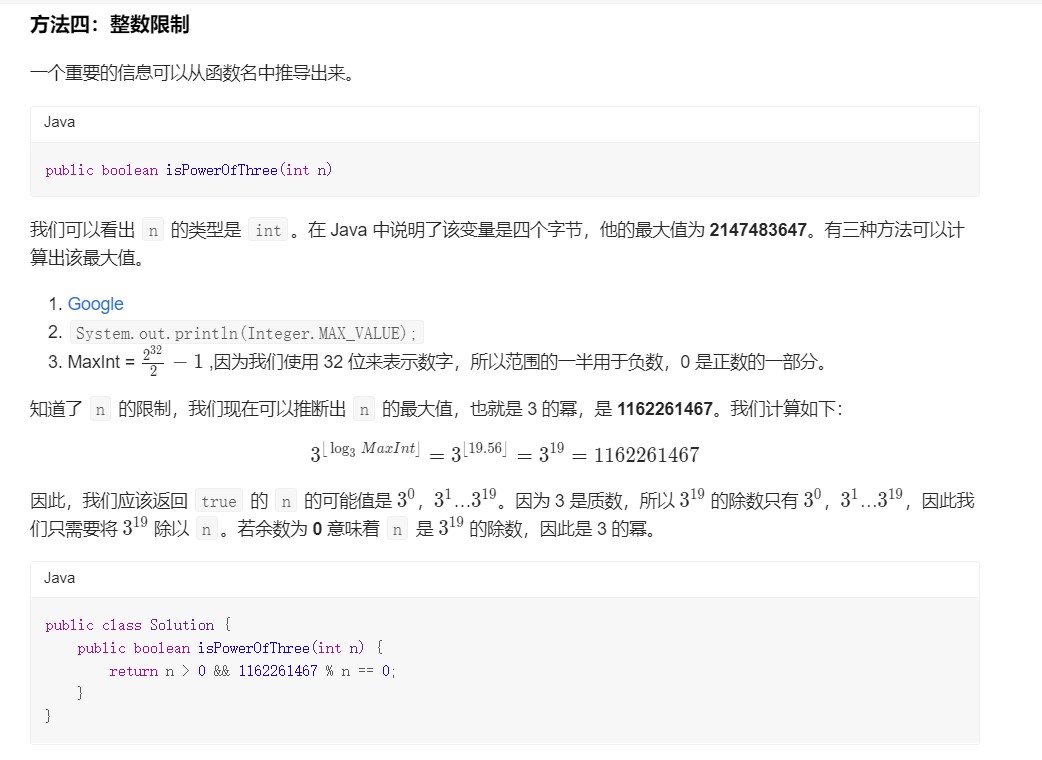 方法四：整数限制
一个重要的信息可以从函数名中推导出来。
Java
public boolean isPowerOfThree(int n)
我们可以看出 n 的类型是 int 。在 Java 中说明了该变量是四个字节，他的最大值为 2147483647。有三种方法可以计
算出该最大值。
1. Google
2. System.out.println(Integer.MAX_VALUE);
3. MaxInt = \frac{2^{32}}{2} − 1 ,因为我们使用 32 位来表示数字，所以范围的一半用于负数，0 是正数的一部分。
知道了 n 的限制，我们现在可以推断出 n 的最大值，也就是 3 的幂，是 1162261467。我们计算如下：
3^{⌊log_3 MaxInt⌋} = 3^{⌊19.56⌋} = 3^{19} = 1162261467
因此，我们应该返回 true 的 n 的可能值是 3^0，3^1...3^{19}。因为 3 是质数，所以 3^{19} 的除数只有 3^0，3^1...3^{19}，因此我
们只需要将 3^{19} 除以 n 。若余数为 0 意味着 n 是 3^{19} 的除数，因此是 3 的幂。
Java
public class Solution {
    public boolean isPowerOfThree(int n) {
        return n > 0 && 1162261467 % n == 0;
    }
}